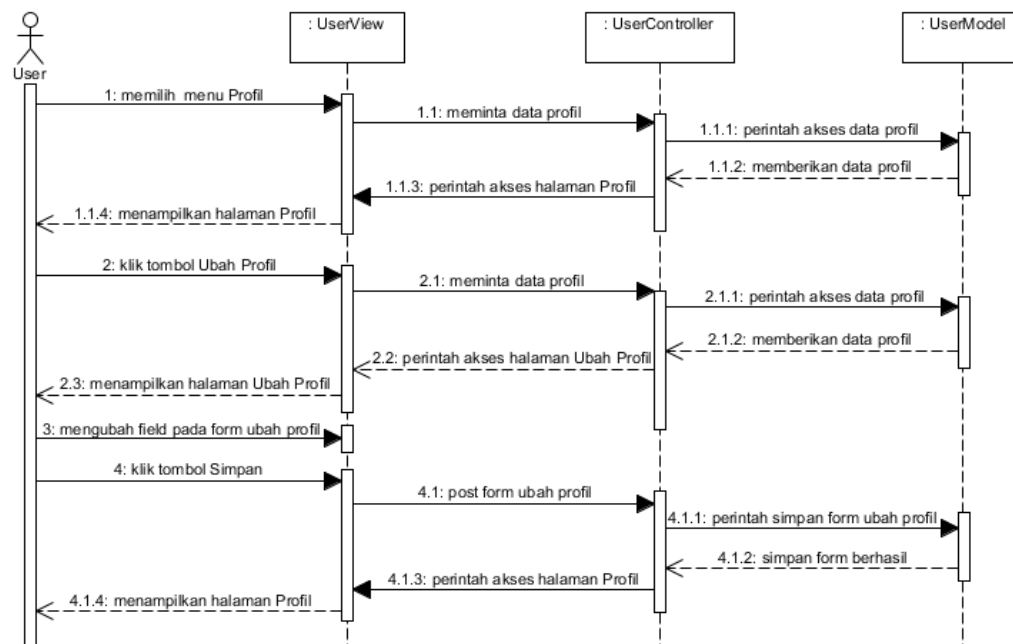 : UserView
: UserController
: UserModel
User
1: memilih menu Profil
1.1: meminta data profil
1.1.1: perintah akses data profil
1.1.2: memberikan data profil
1.1.3: perintah akses halaman Profil
1.1.4: menampilkan halaman Profil
2: klik tombol Ubah Profil
2.1: meminta data profil
2.1.1: perintah akses data profil
2.1.2: memberikan data profil
2.2: perintah akses halaman Ubah Profil
2.3: menampilkan halaman Ubah Profil
3: mengubah field pada form ubah profil
4: klik tombol Simpan
4.1: post form ubah profil
4.1.1: perintah simpan form ubah profil
4.1.2: simpan form berhasil
4.1.3: perintah akses halaman Profil
4.1.4: menampilkan halaman Profil